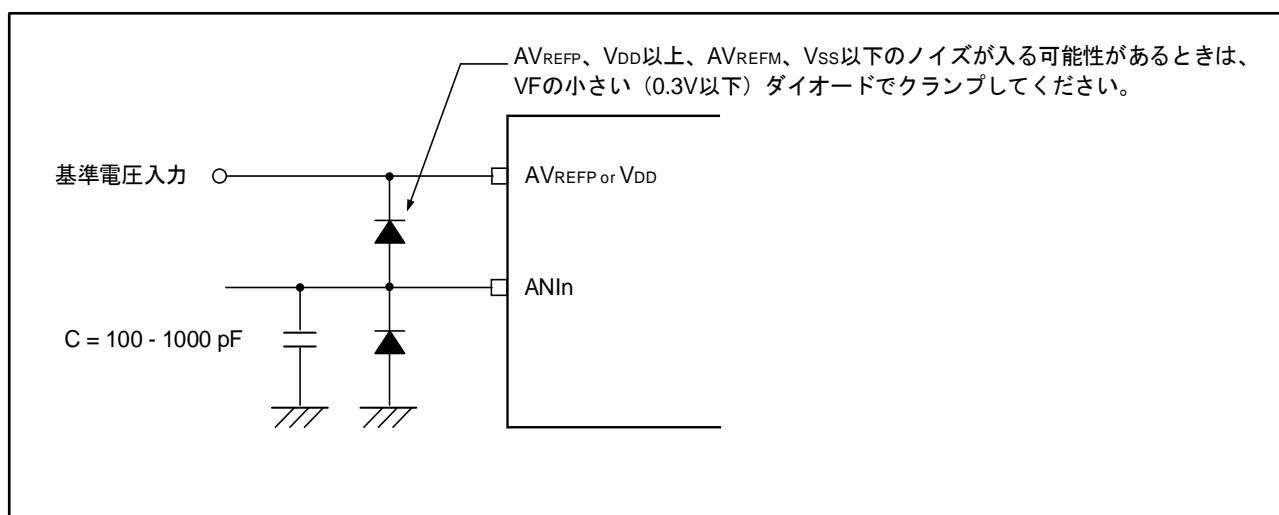 AVREFP、VDD以上、AVREFM、VSS以下のノイズが入る可能性があるときは、
VFの小さい（0.3V以下）ダイオードでクランプしてください。
基準電圧入力
AVREFP or VDD
ANIn
C = 100 - 1000 pF